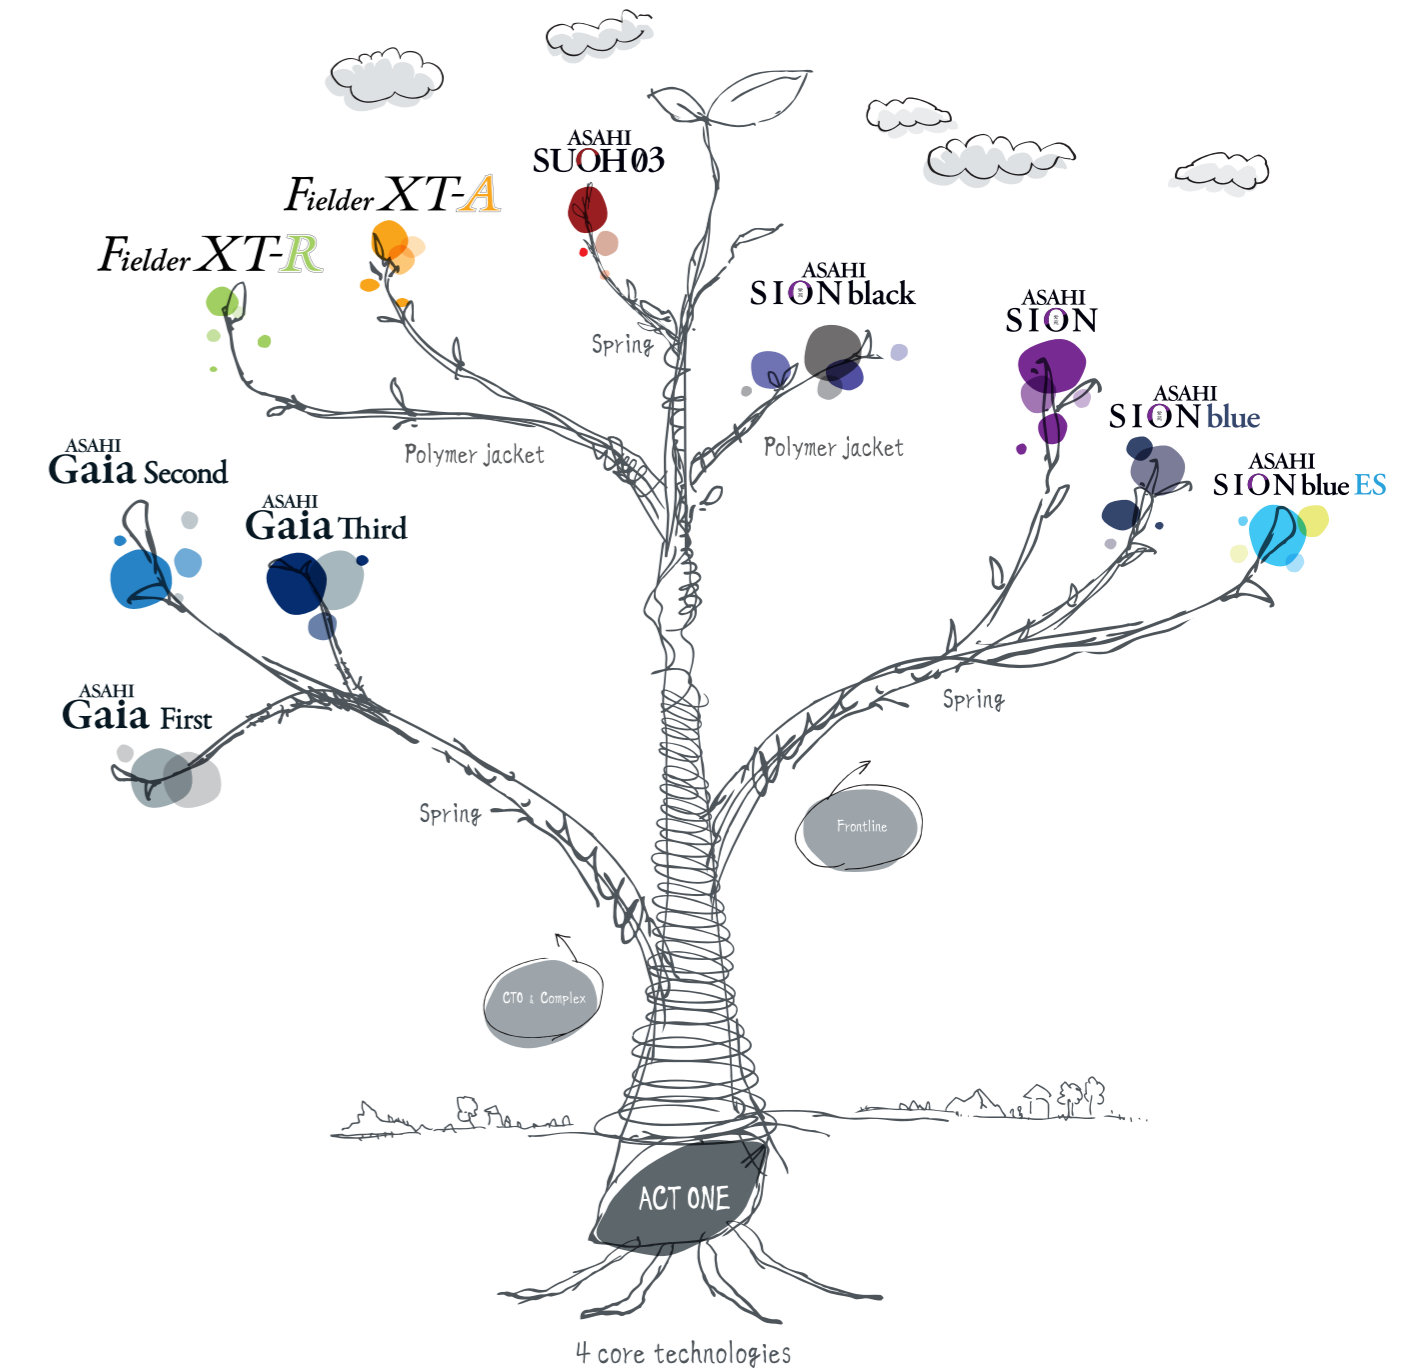 ASAHI
SUOH 03
Fielder XT-A
Fielder XT-R
ASAHI
SION black
ASAHI
SION
Spring
ASAHI
SION blue
Polymer jacket
Polymer jacket
ASAHI
Gaia Second
ASAHI
SION blue ES
ASAHI
Gaia Third
ASAHI
Gaia First
Spring
Spring
Frontline
CTO & Complex
ACT ONE
4 core technologies